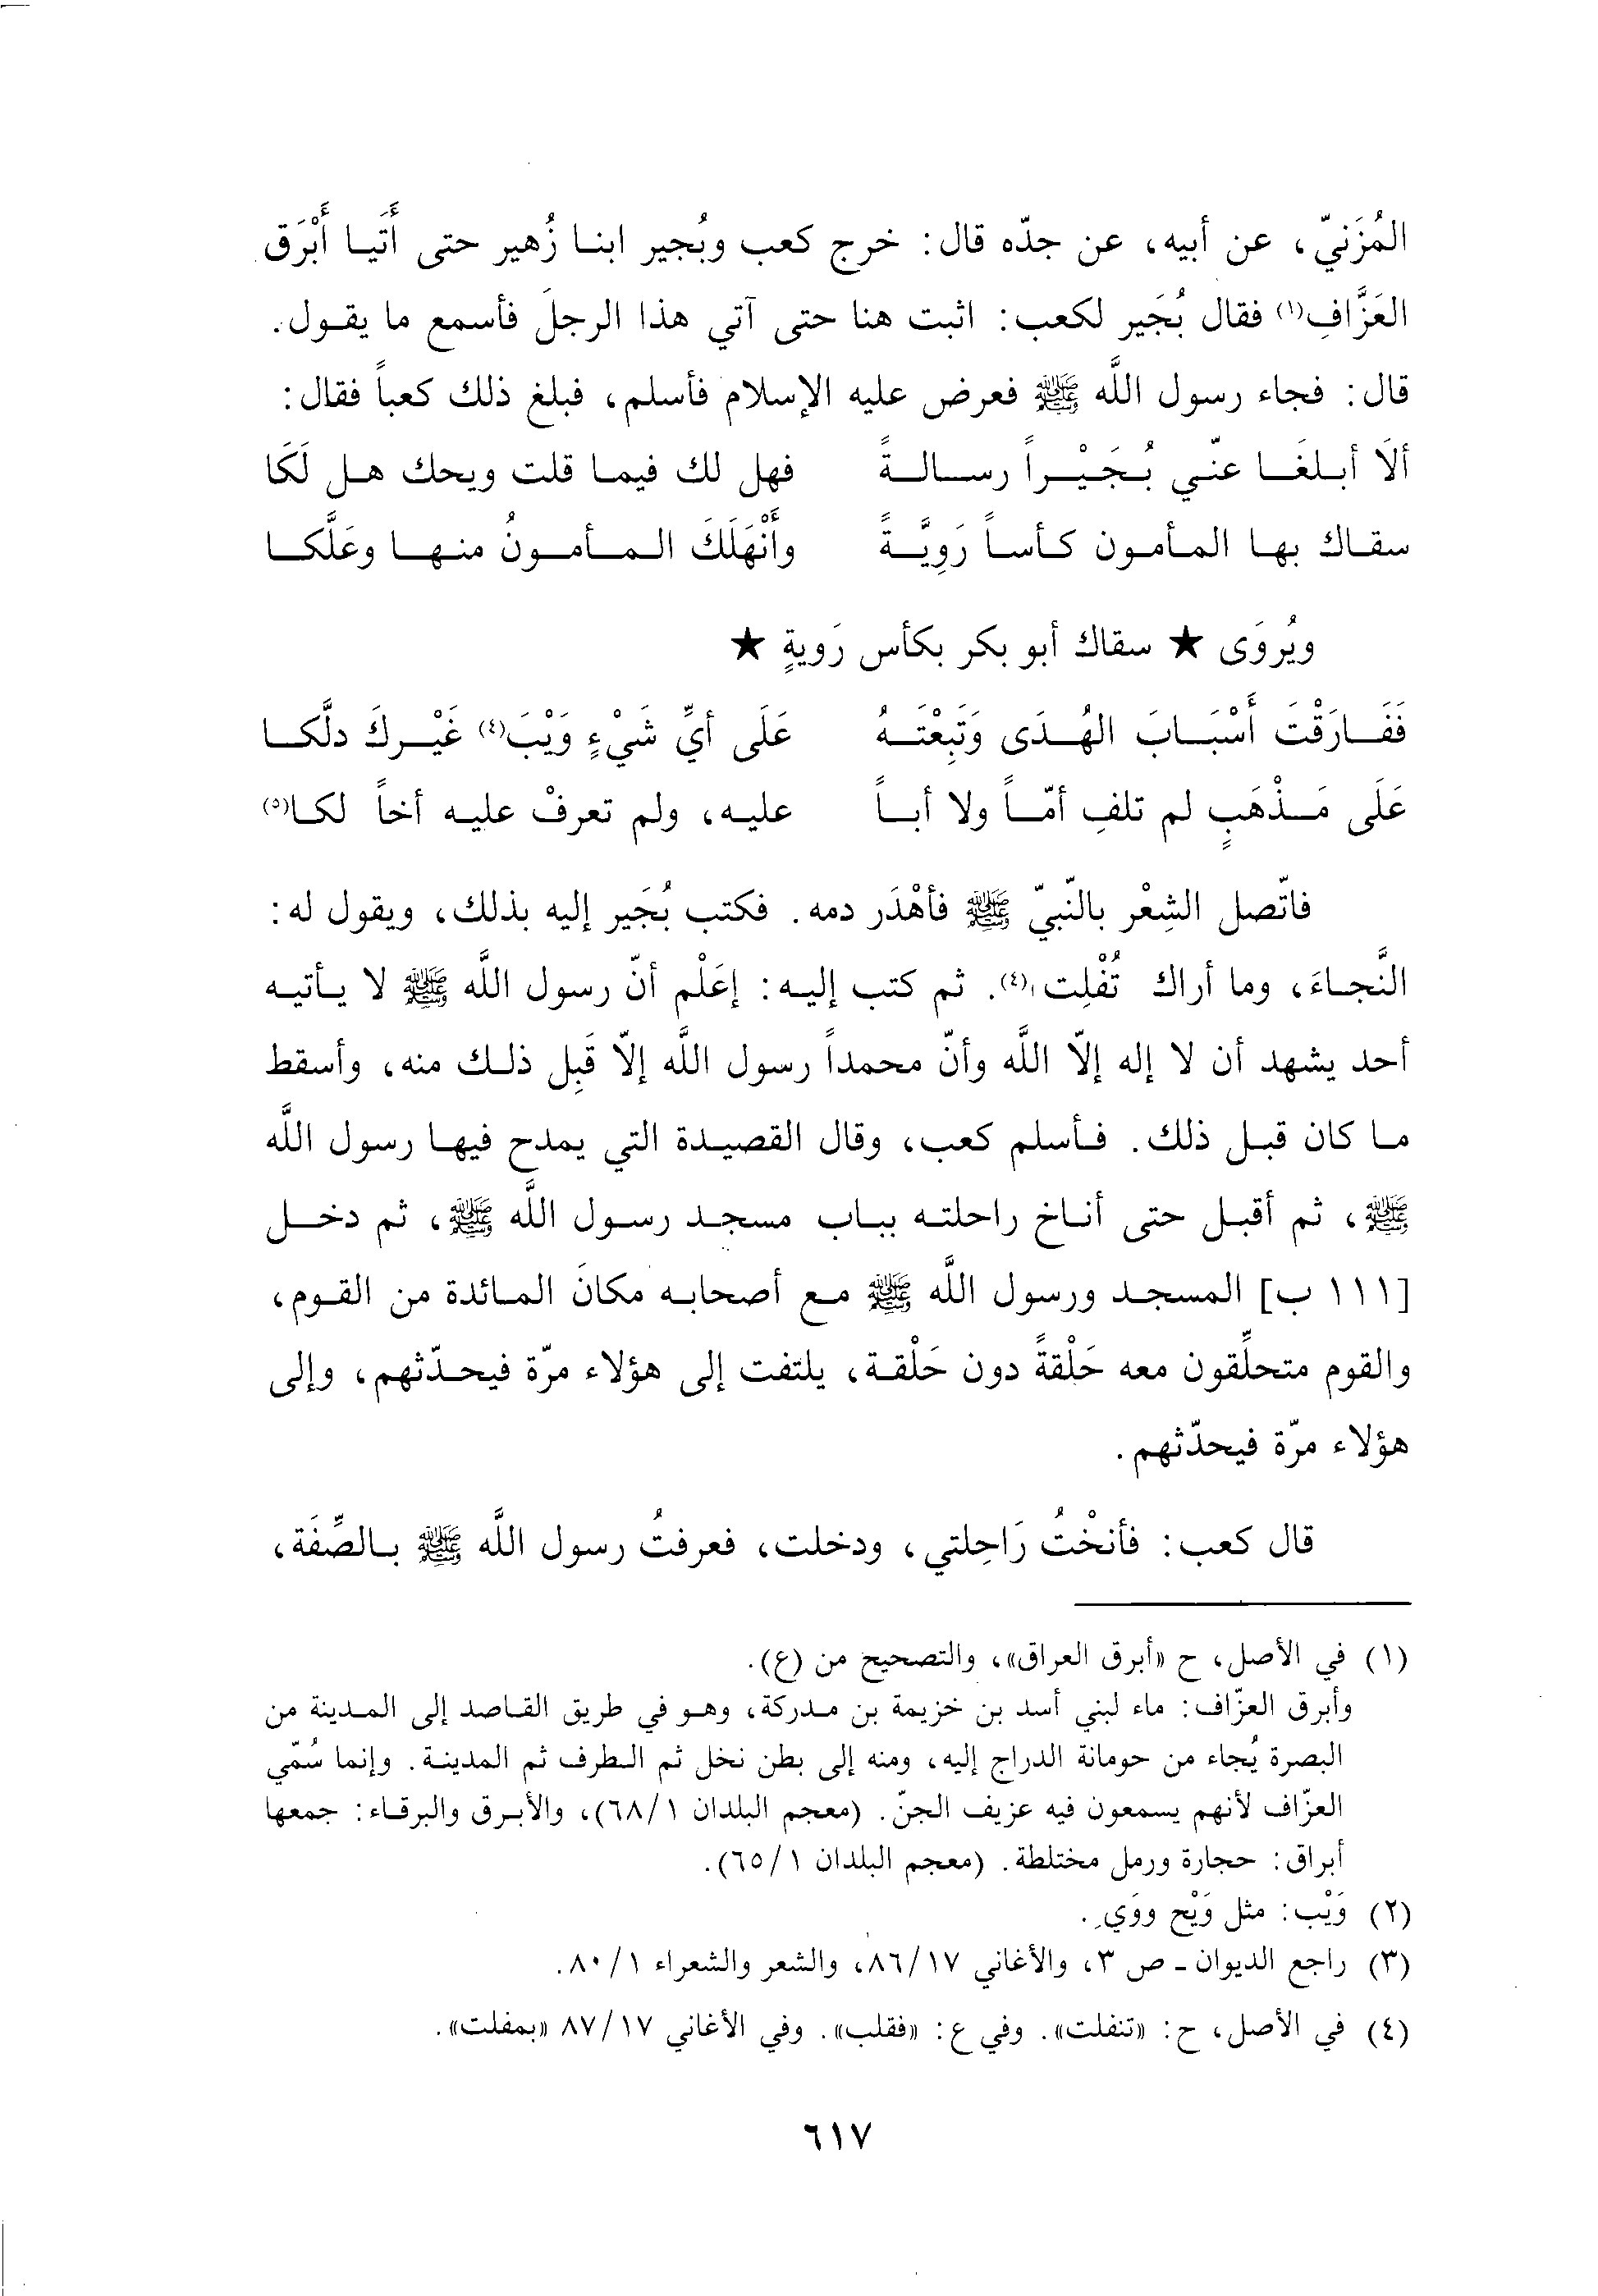 المُزَنيّ، عن أبيه، عن جدّه قال: خرج كعب وبُجير ابنا زُهير حتى أَتَيا أَبْرَق
العَزَّافِ(١) فقال بُجَير لكعب: اثبت هنا حتى آتي هذا الرجلَ فأسمع ما يقول.
قال: فجاء رسول اللَّه ﷺ فعرض عليه الإسلام فأسلم، فبلغ ذلك كعباً فقال:
ألَا أبلغَا عنّي بُجَيْراً رسالةً فهل لك فيما قلت ويحك هل لَكَا
سقاك بها المأمون كأساً رَوِيَّةً وأَنْهَلَكَ المأمونُ منها وعَلَّكا
ويُروَى ★ سقاك أبو بكر بكأس رَويةٍ ★
فَفَارَقْتَ أَسْبَابَ الهُدَى وَتَبِعْتَهُ عَلَى أيِّ شَيْءٍ وَيْبَ(٤) غَيْرِكَ دلَّكا
عَلَى مَذْهَبٍ لم تلفِ أمّاً ولا أباً عليه، ولم تعرفْ عليه أخاً لكا(٥)
فاتّصل الشِعْر بالنّبيّ ﷺ فأهْدَر دمه. فكتب بُجَير إليه بذلك، ويقول له:
النَّجاءَ، وما أراك تُفْلِت(٤). ثم كتب إليه: إعَلْم أنّ رسول اللَّه ﷺ لا يأتيه
أحد يشهد أن لا إله إلّا اللَّه وأنّ محمداً رسول اللَّه إلّا قَبِل ذلك منه، وأسقط
ما كان قبل ذلك. فأسلم كعب، وقال القصيدة التي يمدح فيها رسول اللَّه
ﷺ، ثم أقبل حتى أناخ راحلته بباب مسجد رسول اللَّه ﷺ، ثم دخل
[١١١ ب] المسجد ورسول اللَّه ﷺ مع أصحابه مكانَ المائدة من القوم،
والقوم متحلِّقون معه حَلْقةً دون حَلْقة، يلتفت إلى هؤلاء مرّة فيحدّثهم، وإلى
هؤلاء مرّة فيحدّثهم.
قال كعب: فأنخْتُ رَاحِلتي، ودخلت، فعرفتُ رسول اللَّه ﷺ بالصِّفَة،
(١) في الأصل، ح «أبرق العراق»، والتصحيح من (ع).
وأبرق العزّاف: ماء لبني أسد بن خزيمة بن مدركة، وهو في طريق القاصد إلى المدينة من
البصرة يُجاء من حومانة الدراج إليه، ومنه إلى بطن نخل ثم الطرف ثم المدينة. وإنما سُمّي
العزّاف لأنهم يسمعون فيه عزيف الجنّ. (معجم البلدان ٦٨/١)، والأبرق والبرقاء: جمعها
أبراق: حجارة ورمل مختلطة. (معجم البلدان ٦٥/١).
(٢) وَيْب: مثل وَيْح ووَي.
(٣) راجع الديوان - ص ٣، والأغاني ٨٦/١٧، والشعر والشعراء ٨٠/١.
(٤) في الأصل، ح: «تنفلت». وفي ع: «فقلب». وفي الأغاني ٨٧/١٧ «بمفلت».
٦١٧